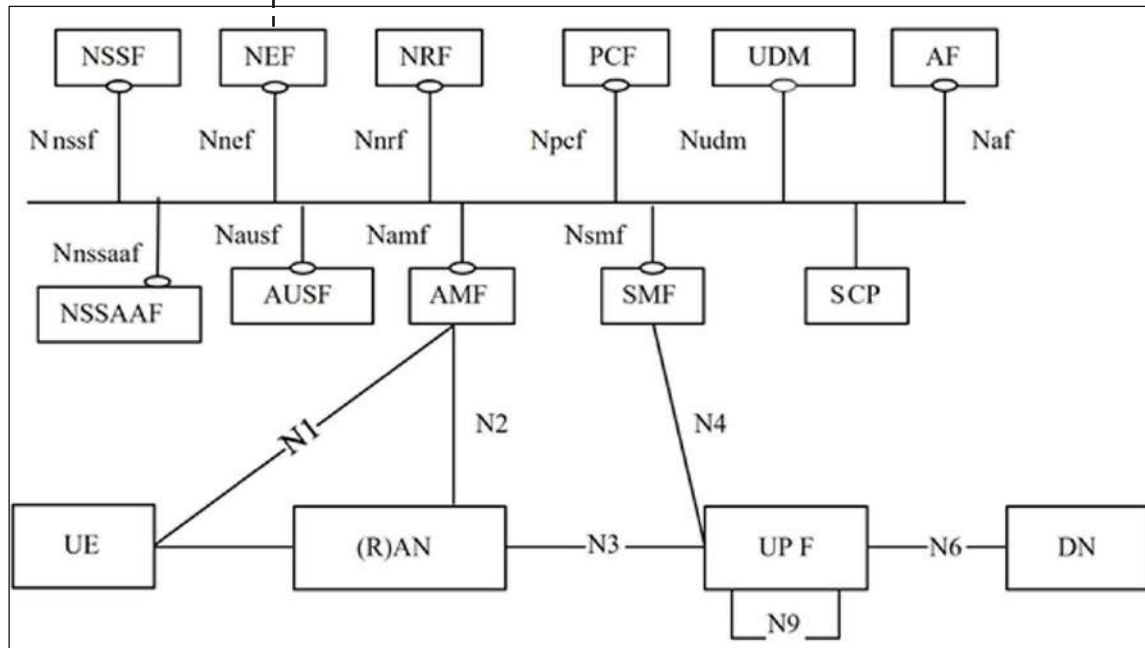 NSSF NEF NRF PCF UDM AF
Nnssf Nnef Nnrf Npcf Nudm Naf
Nnssaaf Nausf Namf Nsmf
NSSAAF AUSF AMF SMF SCP
N1 N2 N4
UE (R)AN N3 UP F N6 DN
N9